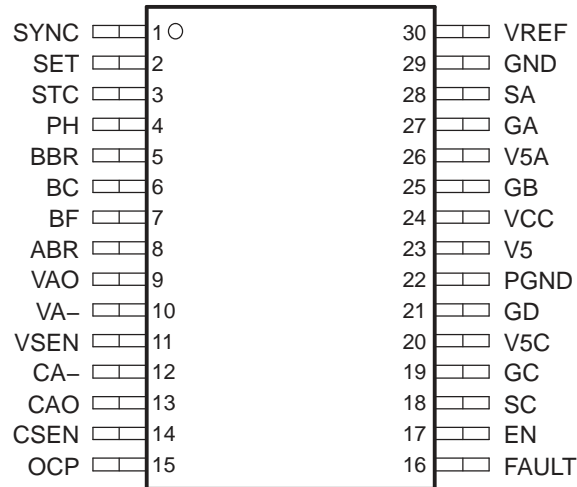 SYNC 1 30 VREF
SET 2 29 GND
STC 3 28 SA
PH 4 27 GA
BBR 5 26 V5A
BC 6 25 GB
BF 7 24 VCC
ABR 8 23 V5
VAO 9 22 PGND
VA− 10 21 GD
VSEN 11 20 V5C
CA− 12 19 GC
CAO 13 18 SC
CSEN 14 17 EN
OCP 15 16 FAULT